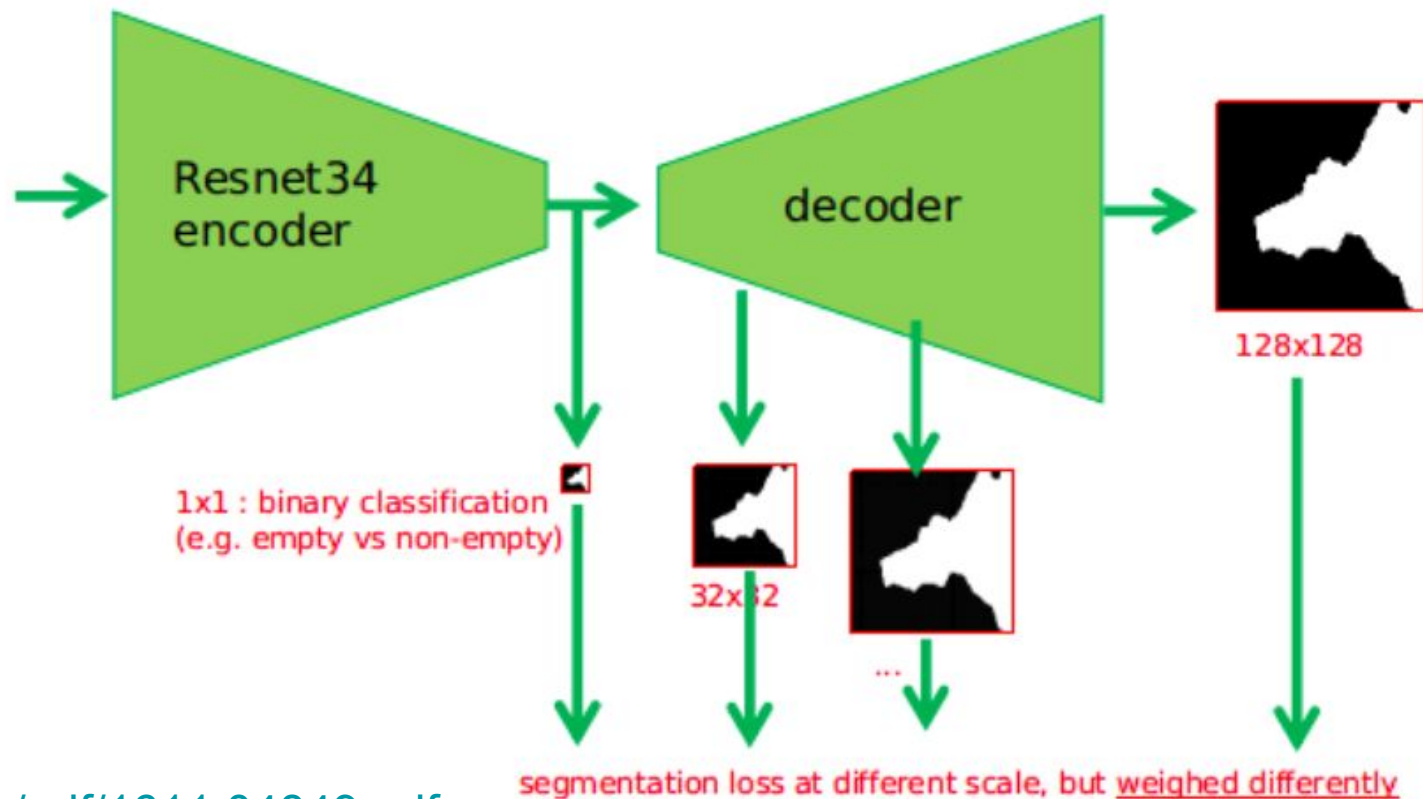 Resnet34
encoder
decoder
128x128
1x1 : binary classification
(e.g. empty vs non-empty)
32x32
...
segmentation loss at different scale, but weighed differently